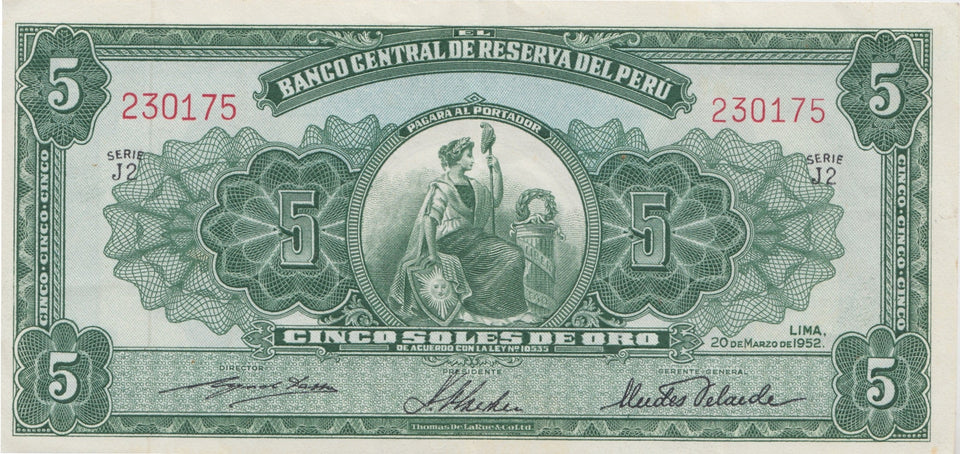 EL
BANCO CENTRAL DE RESERVA DEL PERÚ
PAGARA AL PORTADOR
5
5
230175
230175
SERIE
J2
SERIE
J2
5
5
CINCO·CINCO·CINCO
CINCO·CINCO·CINCO
CINCO SOLES DE ORO
DE ACUERDO CON LA LEY Nº 10535
LIMA,
20 DE MARZO DE 1952.
5
5
DIRECTOR
PRESIDENTE
GERENTE-GENERAL
THOMAS DE LA RUE & CO. LTD.